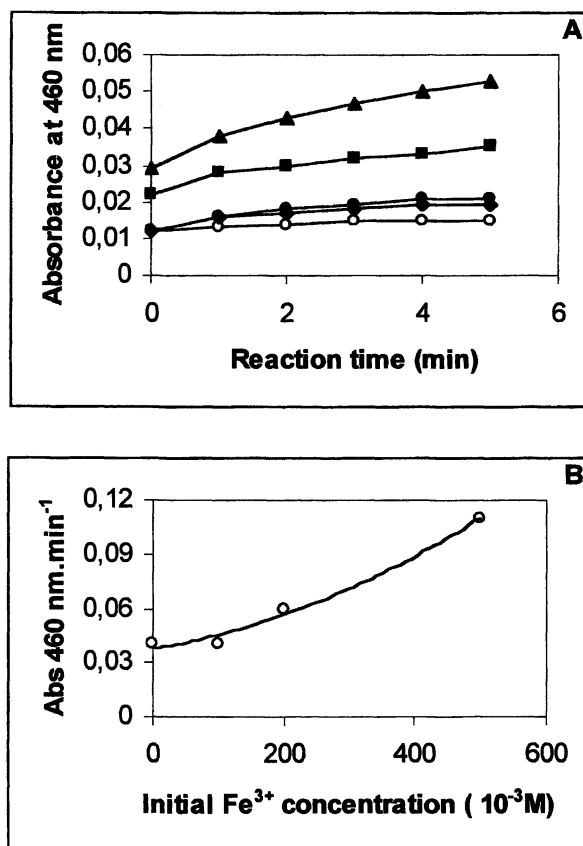 A
Absorbance at 460 nm
0,06
0,05
0,04
0,03
0,02
0,01
0
0 2 4 6
Reaction time (min)
B
Abs 460 nm.min⁻¹
0,12
0,09
0,06
0,03
0
0 200 400 600
Initial Fe³⁺ concentration ( 10⁻³M)